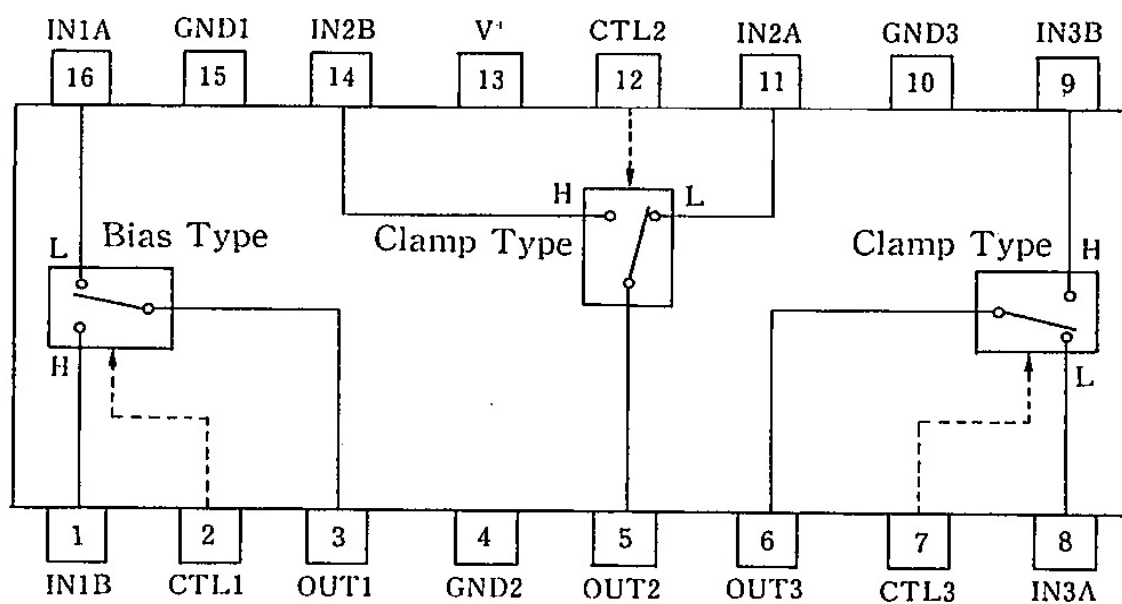 IN1A GND1 IN2B V+ CTL2 IN2A GND3 IN3B
16 15 14 13 12 11 10 9
H L
Bias Type Clamp Type Clamp Type
L H
H L
1 2 3 4 5 6 7 8
IN1B CTL1 OUT1 GND2 OUT2 OUT3 CTL3 IN3A